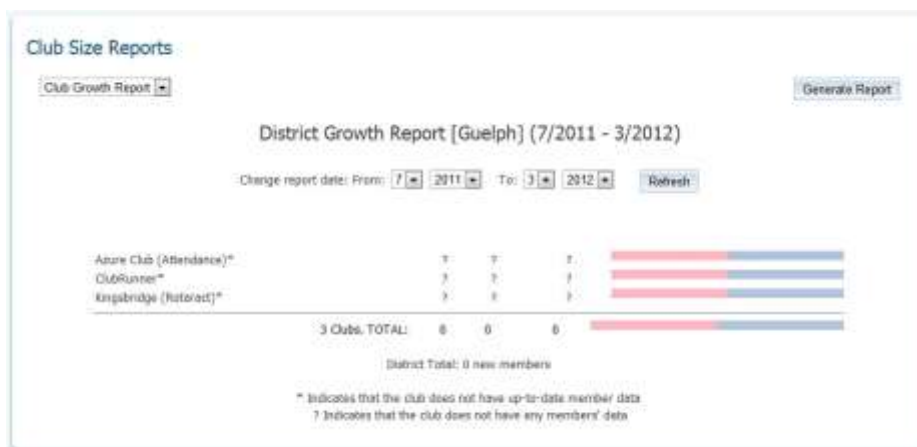 Club Size Reports
Club Growth Report Generate Report
District Growth Report [Guelph] (7/2011 - 3/2012)
Change report date: From: 7 2011 To: 3 2012 Refresh
Azure Club (Attendance)* ? ? ?
ClubRunner* ? ? ?
Kingsbridge (Rotaract)* ? ? ?
3 Clubs, TOTAL: 0 0 0
District Total: 0 new members
* Indicates that the club does not have up-to-date member data
? Indicates that the club does not have any members' data